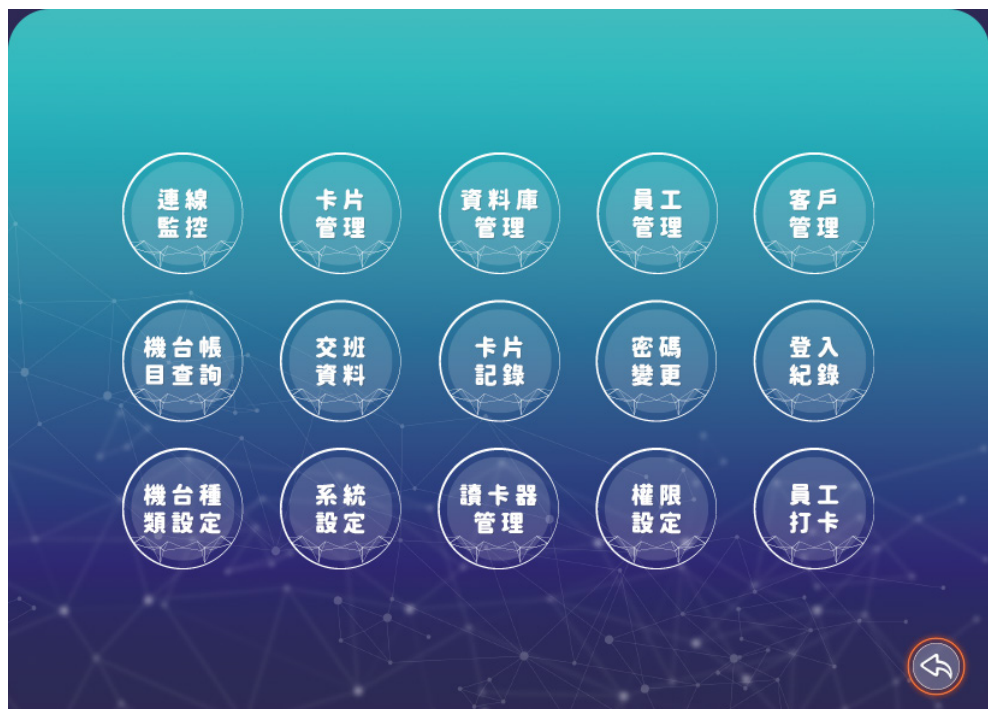 連線
監控
卡片
管理
資料庫
管理
員工
管理
客戶
管理
機台帳
目查詢
交班
資料
卡片
記錄
密碼
變更
登入
紀錄
機台種
類設定
系統
設定
讀卡器
管理
權限
設定
員工
打卡